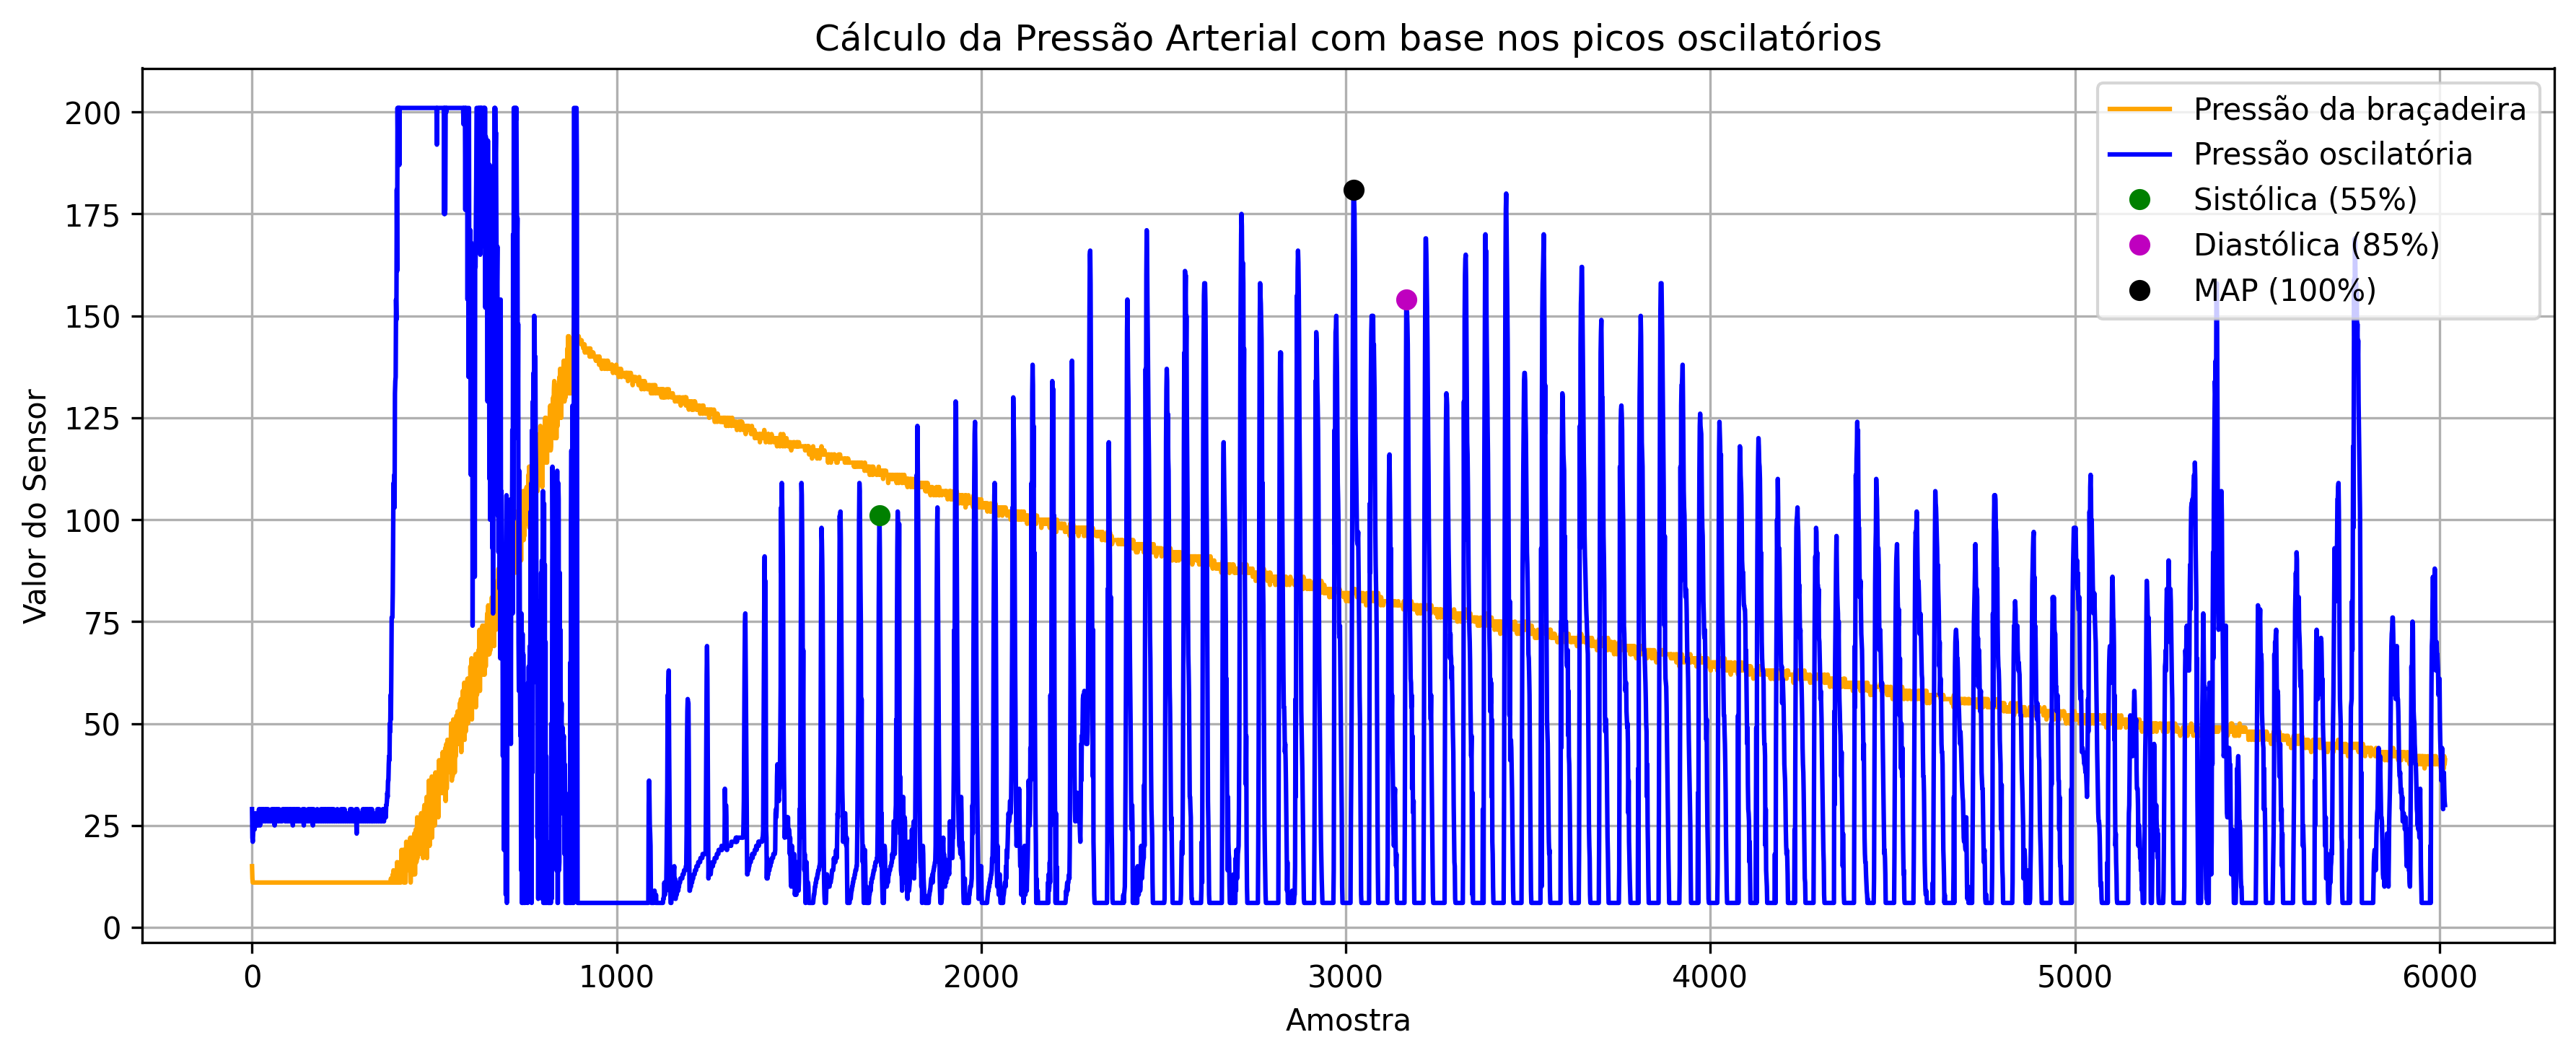 Cálculo da Pressão Arterial com base nos picos oscilatórios
Valor do Sensor
200
175
150
125
100
75
50
25
0
Pressão da braçadeira
Pressão oscilatória
Sistólica (55%)
Diastólica (85%)
MAP (100%)
0
1000
2000
3000
4000
5000
6000
Amostra